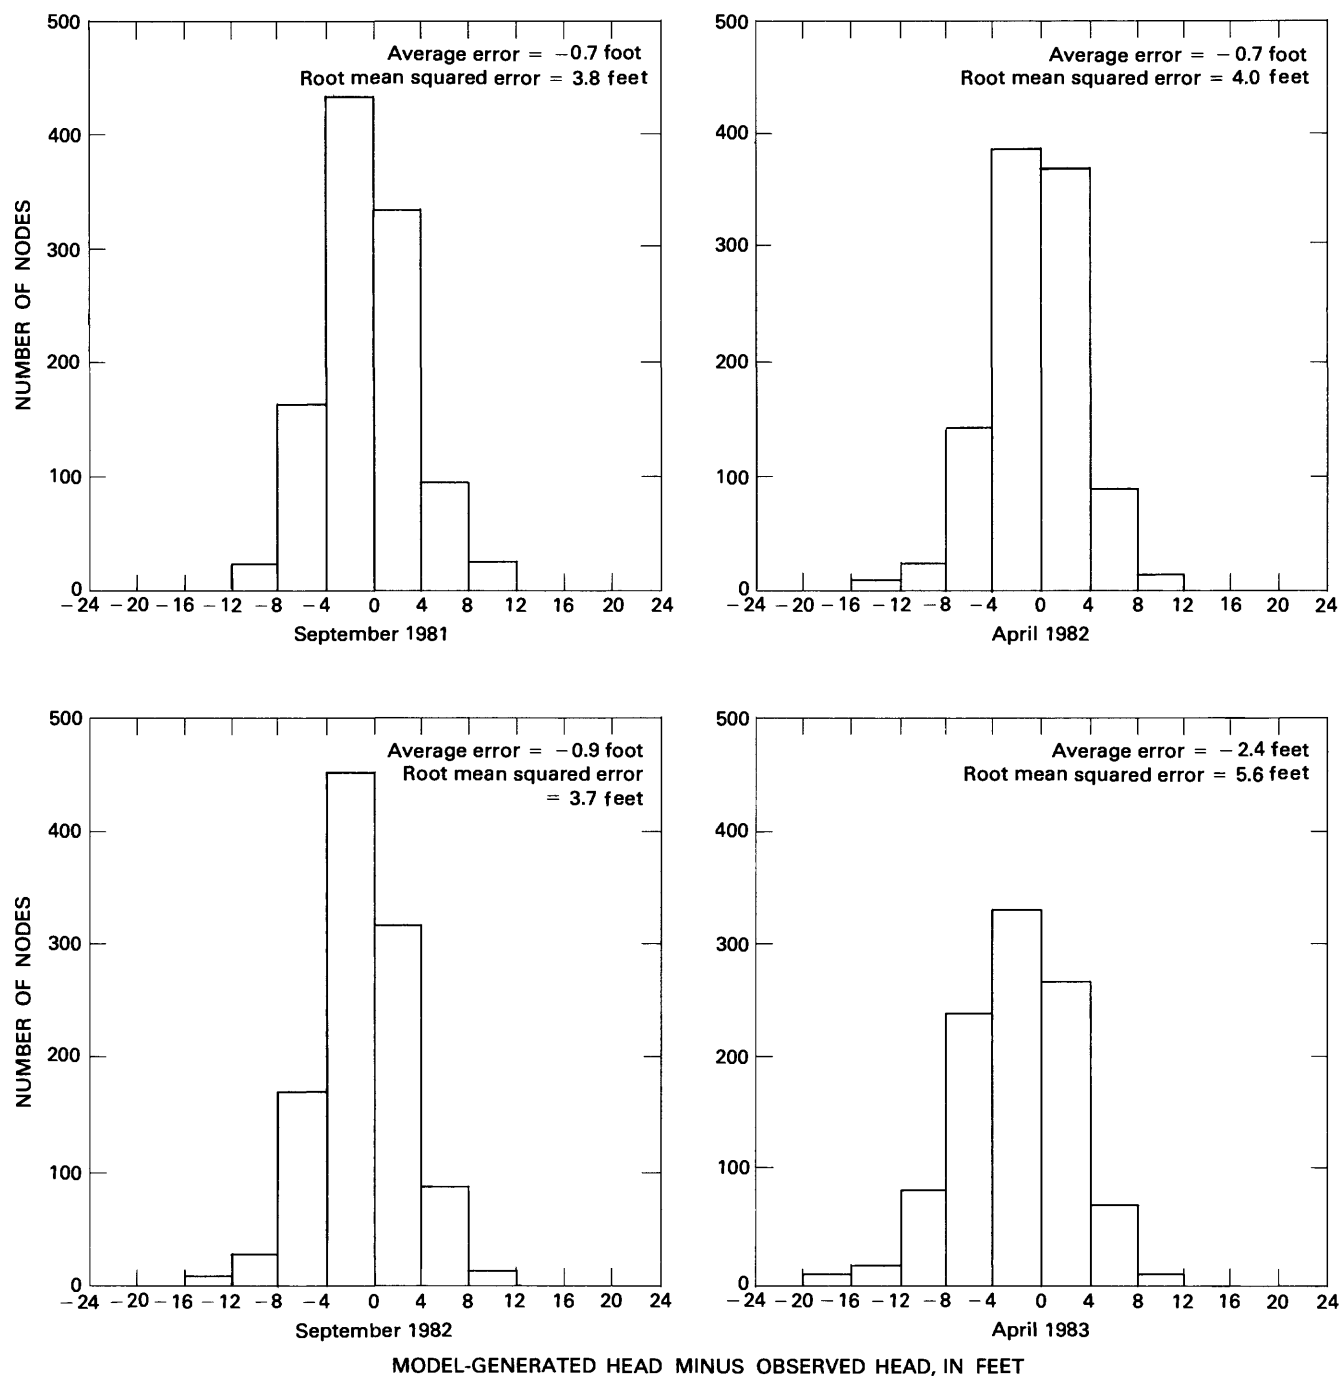 500
400
300
200
100
0
NUMBER OF NODES
Average error = −0.7 foot
Root mean squared error = 3.8 feet
−24 −20 −16 −12 −8 −4 0 4 8 12 16 20 24
September 1981
500
400
300
200
100
0
Average error = −0.7 foot
Root mean squared error = 4.0 feet
−24 −20 −16 −12 −8 −4 0 4 8 12 16 20 24
April 1982
500
400
300
200
100
0
NUMBER OF NODES
Average error = −0.9 foot
Root mean squared error
= 3.7 feet
−24 −20 −16 −12 −8 −4 0 4 8 12 16 20 24
September 1982
500
400
300
200
100
0
Average error = −2.4 feet
Root mean squared error = 5.6 feet
−24 −20 −16 −12 −8 −4 0 4 8 12 16 20 24
April 1983
MODEL-GENERATED HEAD MINUS OBSERVED HEAD, IN FEET